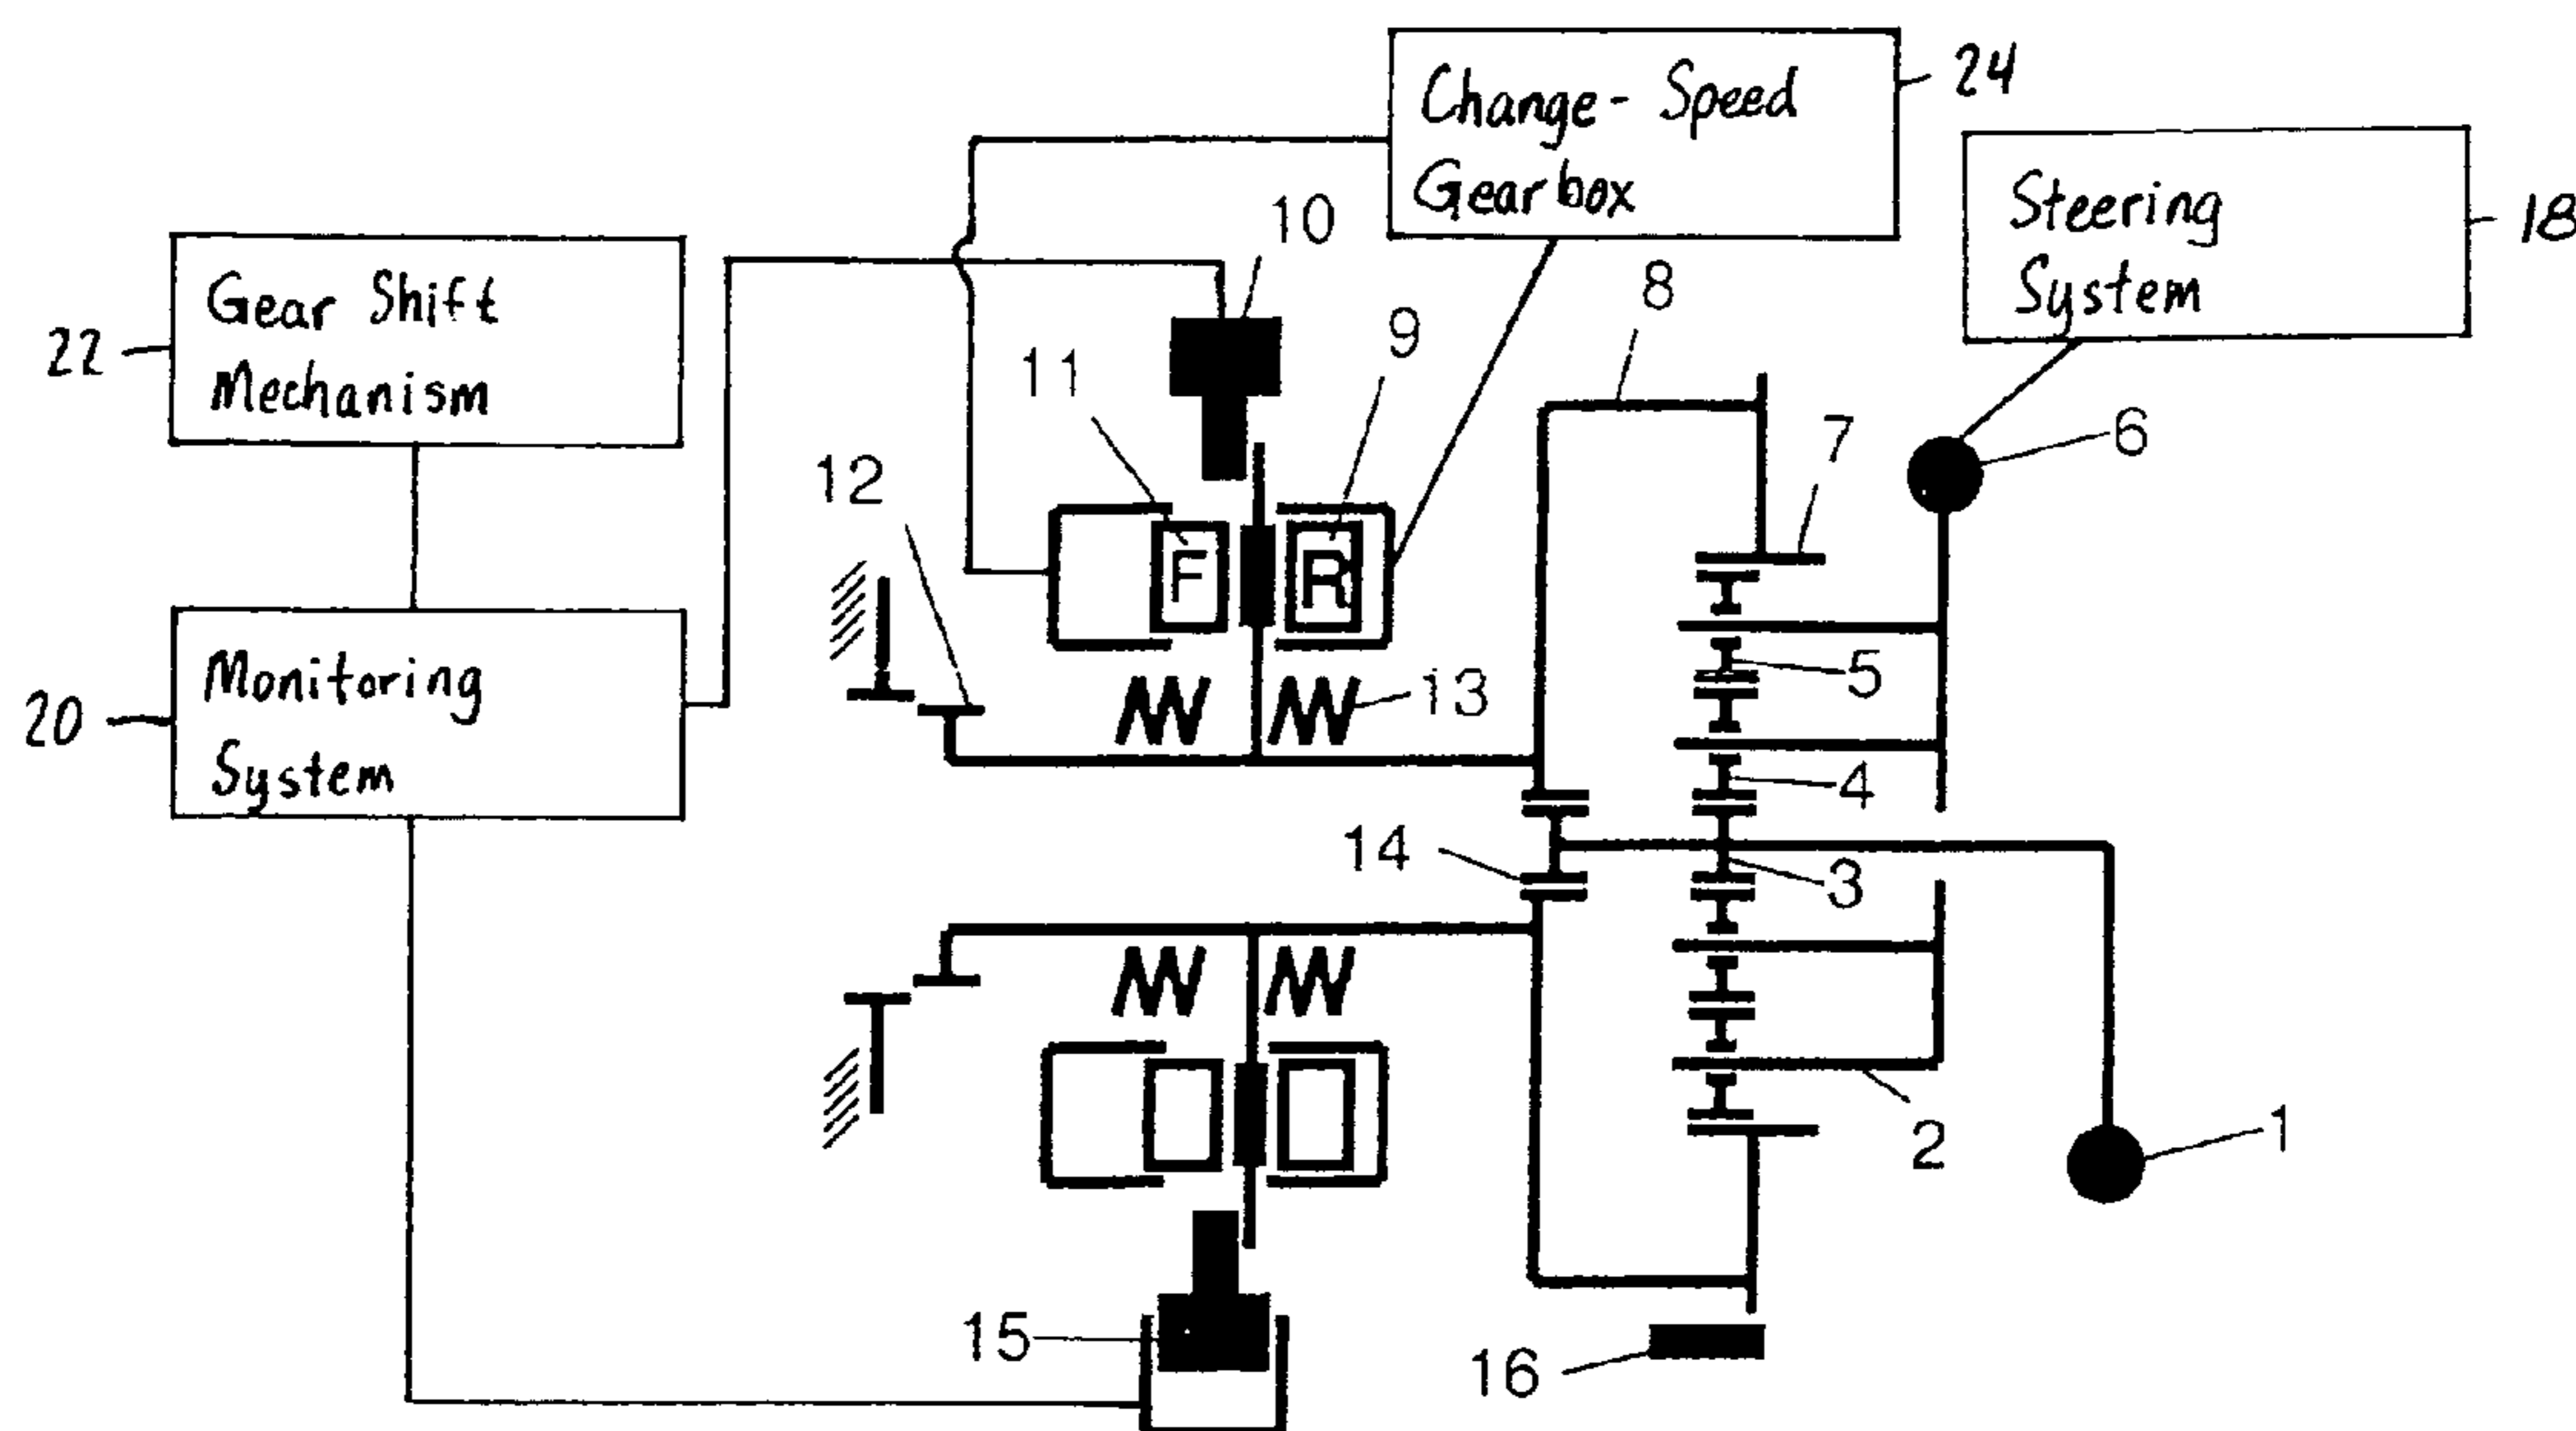 Change-Speed
Gearbox
24
Steering
System
18
10
8
9
Gear Shift
Mechanism
22
11
7
6
12
F
R
5
13
Monitoring
System
20
4
14
3
2
1
15
16